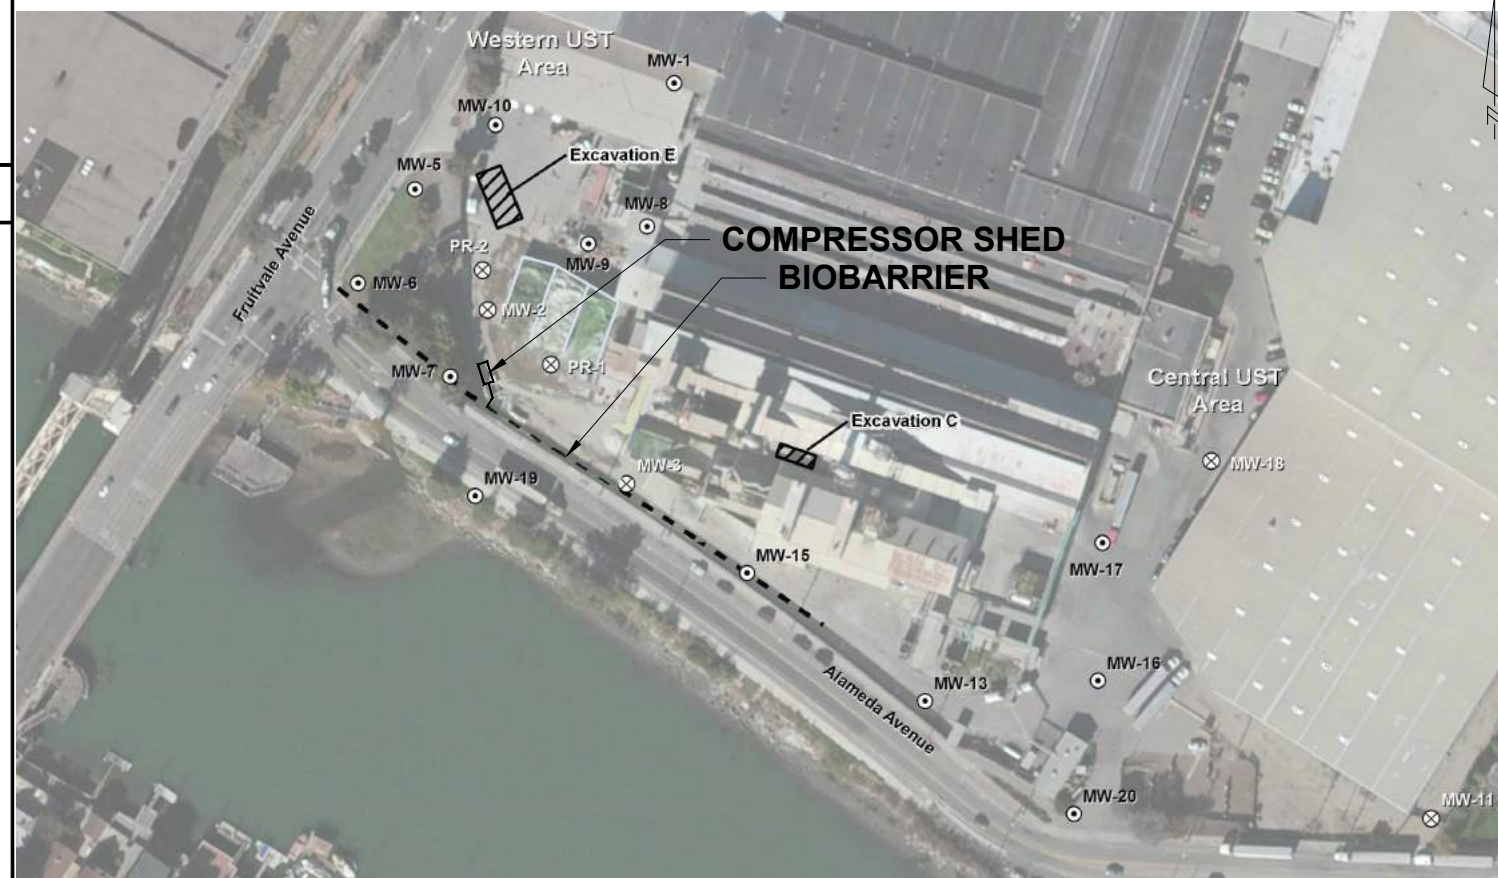 Western UST
Area
MW-1
MW-10
Excavation E
MW-5
MW-8
Fruitvale Avenue
PR-2
MW-9
COMPRESSOR SHED
BIOBARRIER
MW-6
MW-2
MW-7
PR-1
Central UST
Area
Excavation C
MW-3
MW-18
MW-19
MW-17
MW-15
MW-16
MW-13
Alameda Avenue
MW-20
MW-11